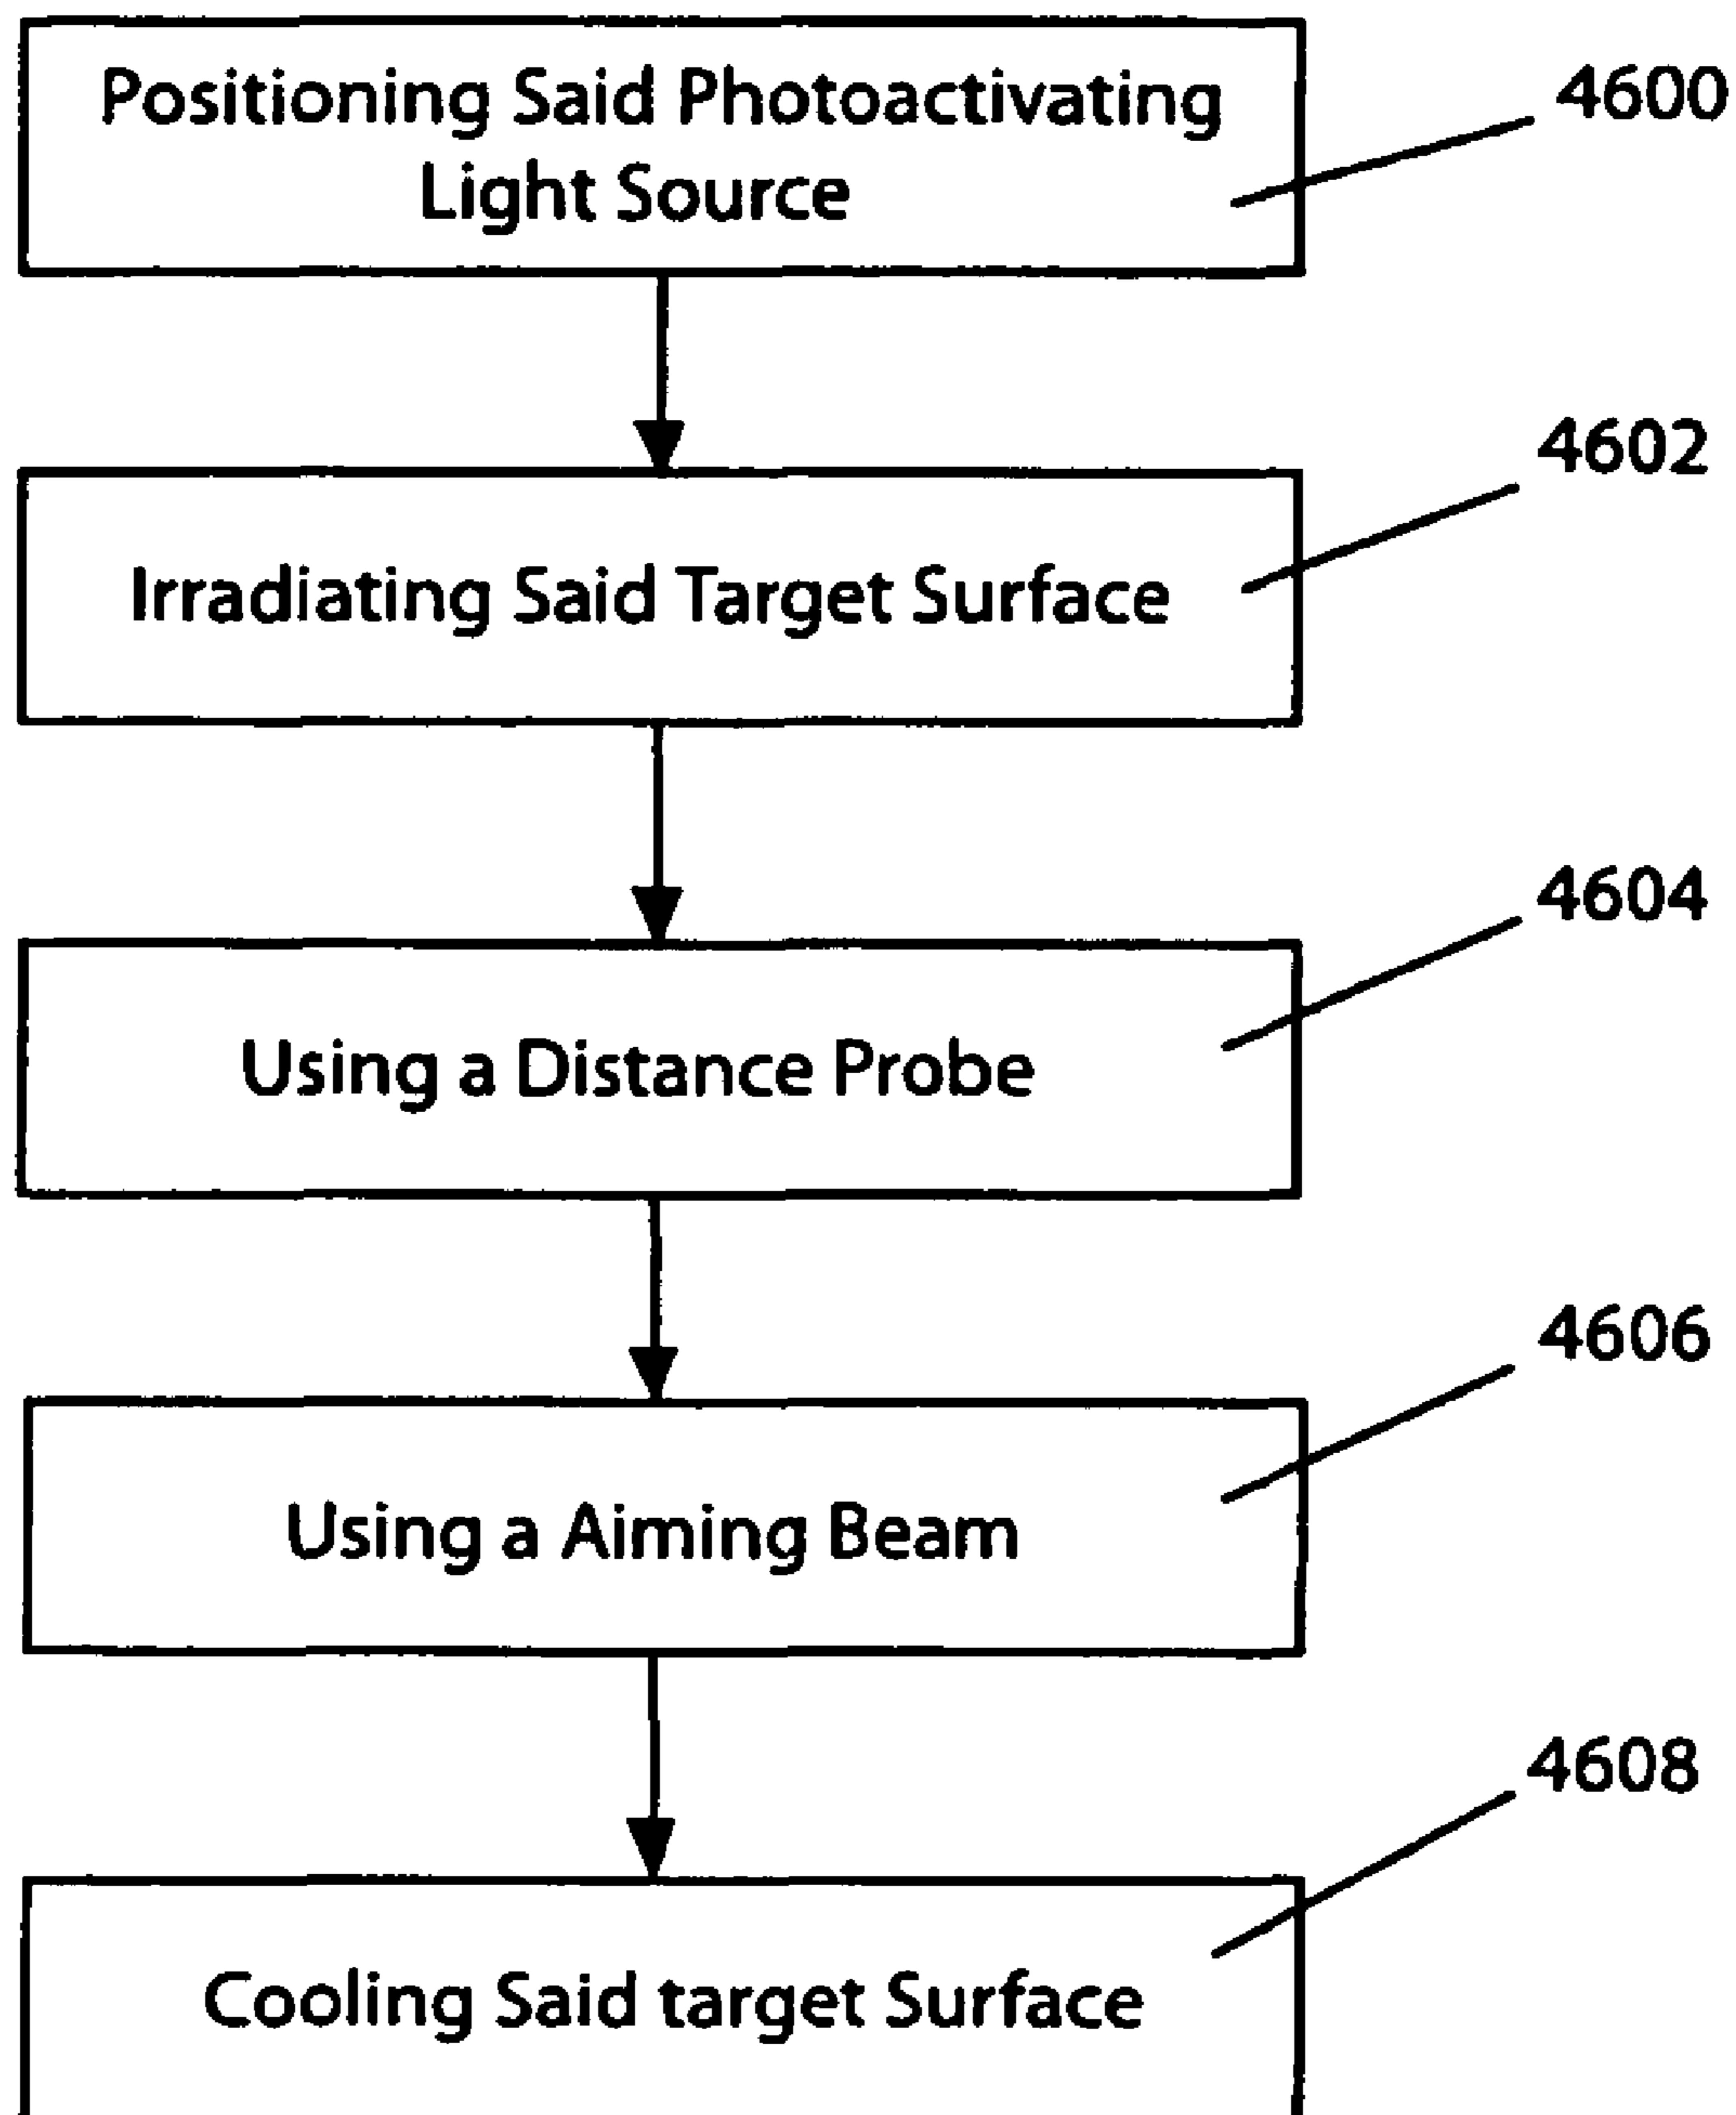 Positioning Said Photoactivating
Light Source
4600
Irradiating Said Target Surface
4602
Using a Distance Probe
4604
Using a Aiming Beam
4606
Cooling Said target Surface
4608